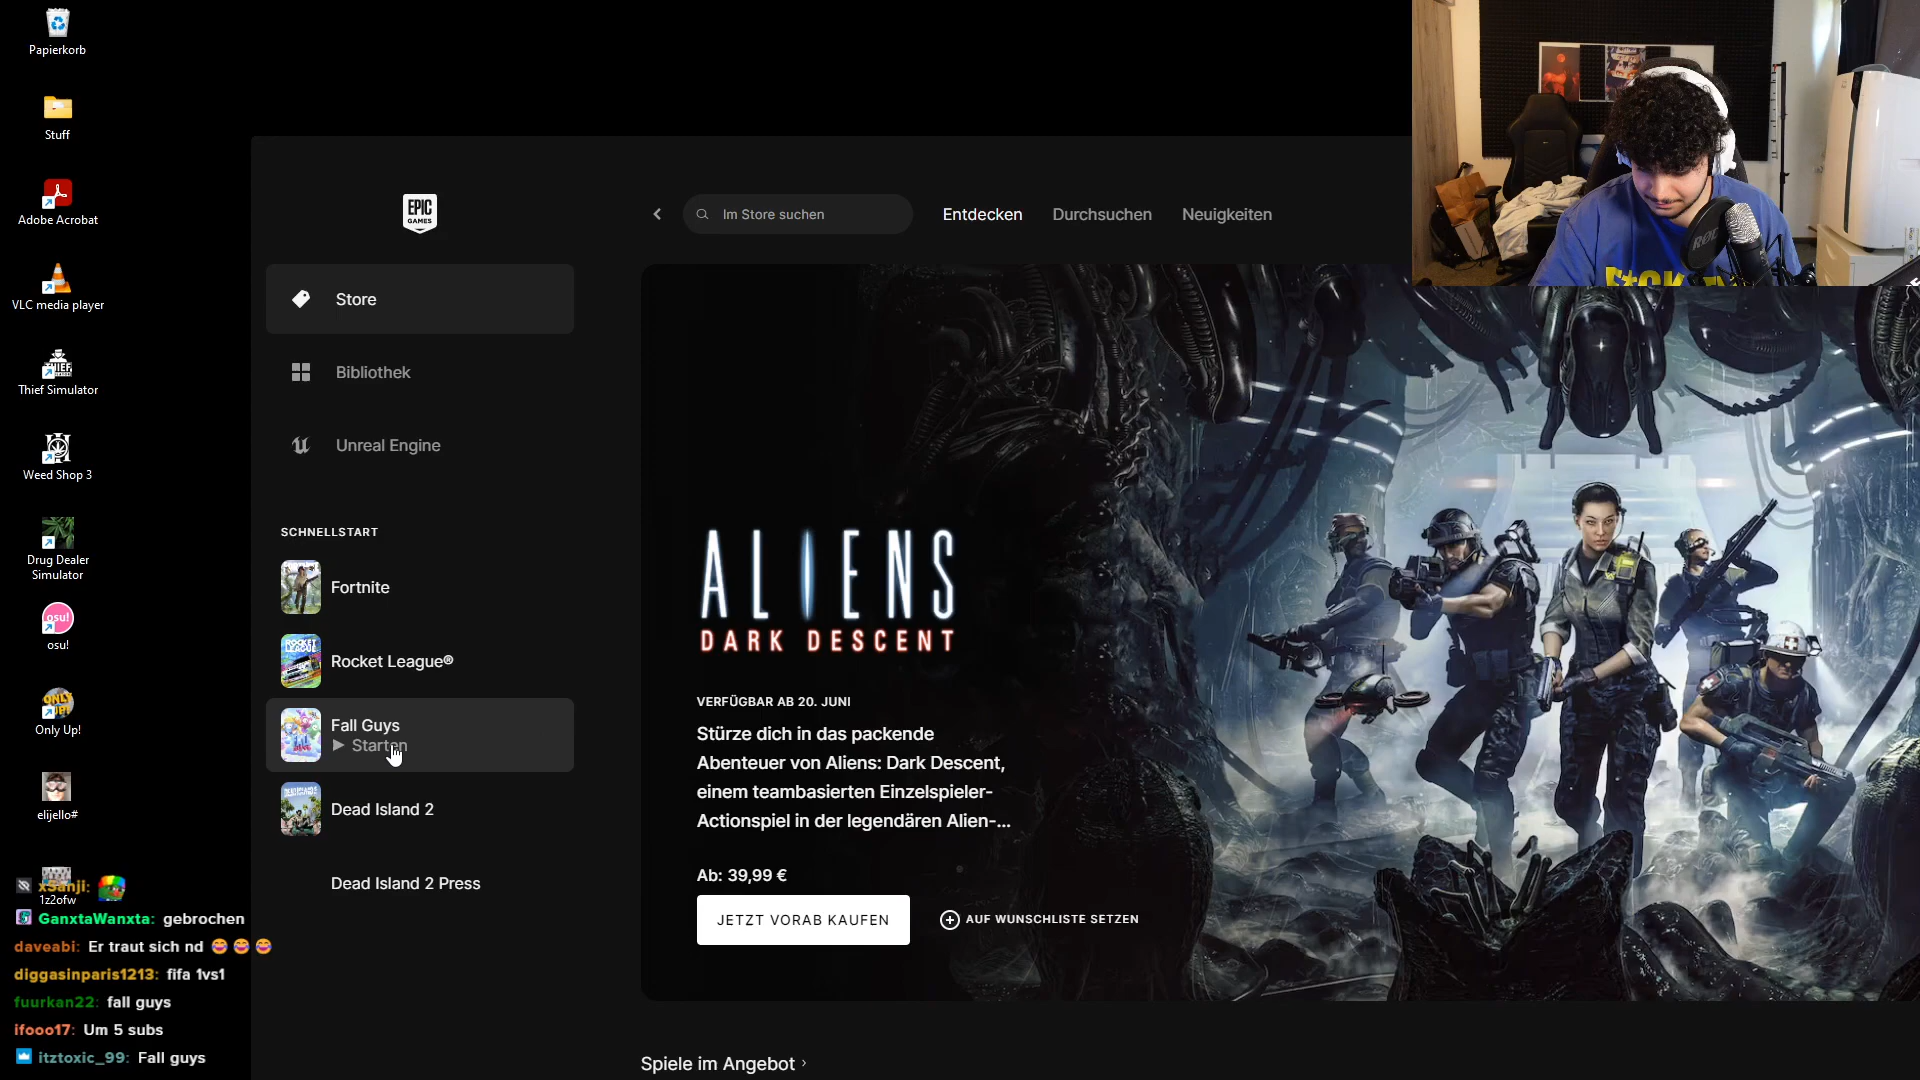 Papierkorb
Stuff
Adobe Acrobat
VLC media player
Thief Simulator
Weed Shop 3
Drug Dealer
Simulator
osu!
osu!
Only Up!
elijello#
1z2ofw
xSanji:
GanxtaWanxta: gebrochen
daveabi: Er traut sich nd 😂 😂 😂
diggasinparis1213: fifa 1vs1
fuurkan22: fall guys
ifooo17: Um 5 subs
itztoxic_99: Fall guys
EPIC
GAMES
Im Store suchen
Entdecken
Durchsuchen
Neuigkeiten
Store
Bibliothek
Unreal Engine
SCHNELLSTART
Fortnite
Rocket League®
Fall Guys
Starten
Dead Island 2
Dead Island 2 Press
ALIENS
DARK DESCENT
VERFÜGBAR AB 20. JUNI
Stürze dich in das packende
Abenteuer von Aliens: Dark Descent,
einem teambasierten Einzelspieler-
Actionspiel in der legendären Alien-...
Ab: 39,99 €
JETZT VORAB KAUFEN
AUF WUNSCHLISTE SETZEN
Spiele im Angebot